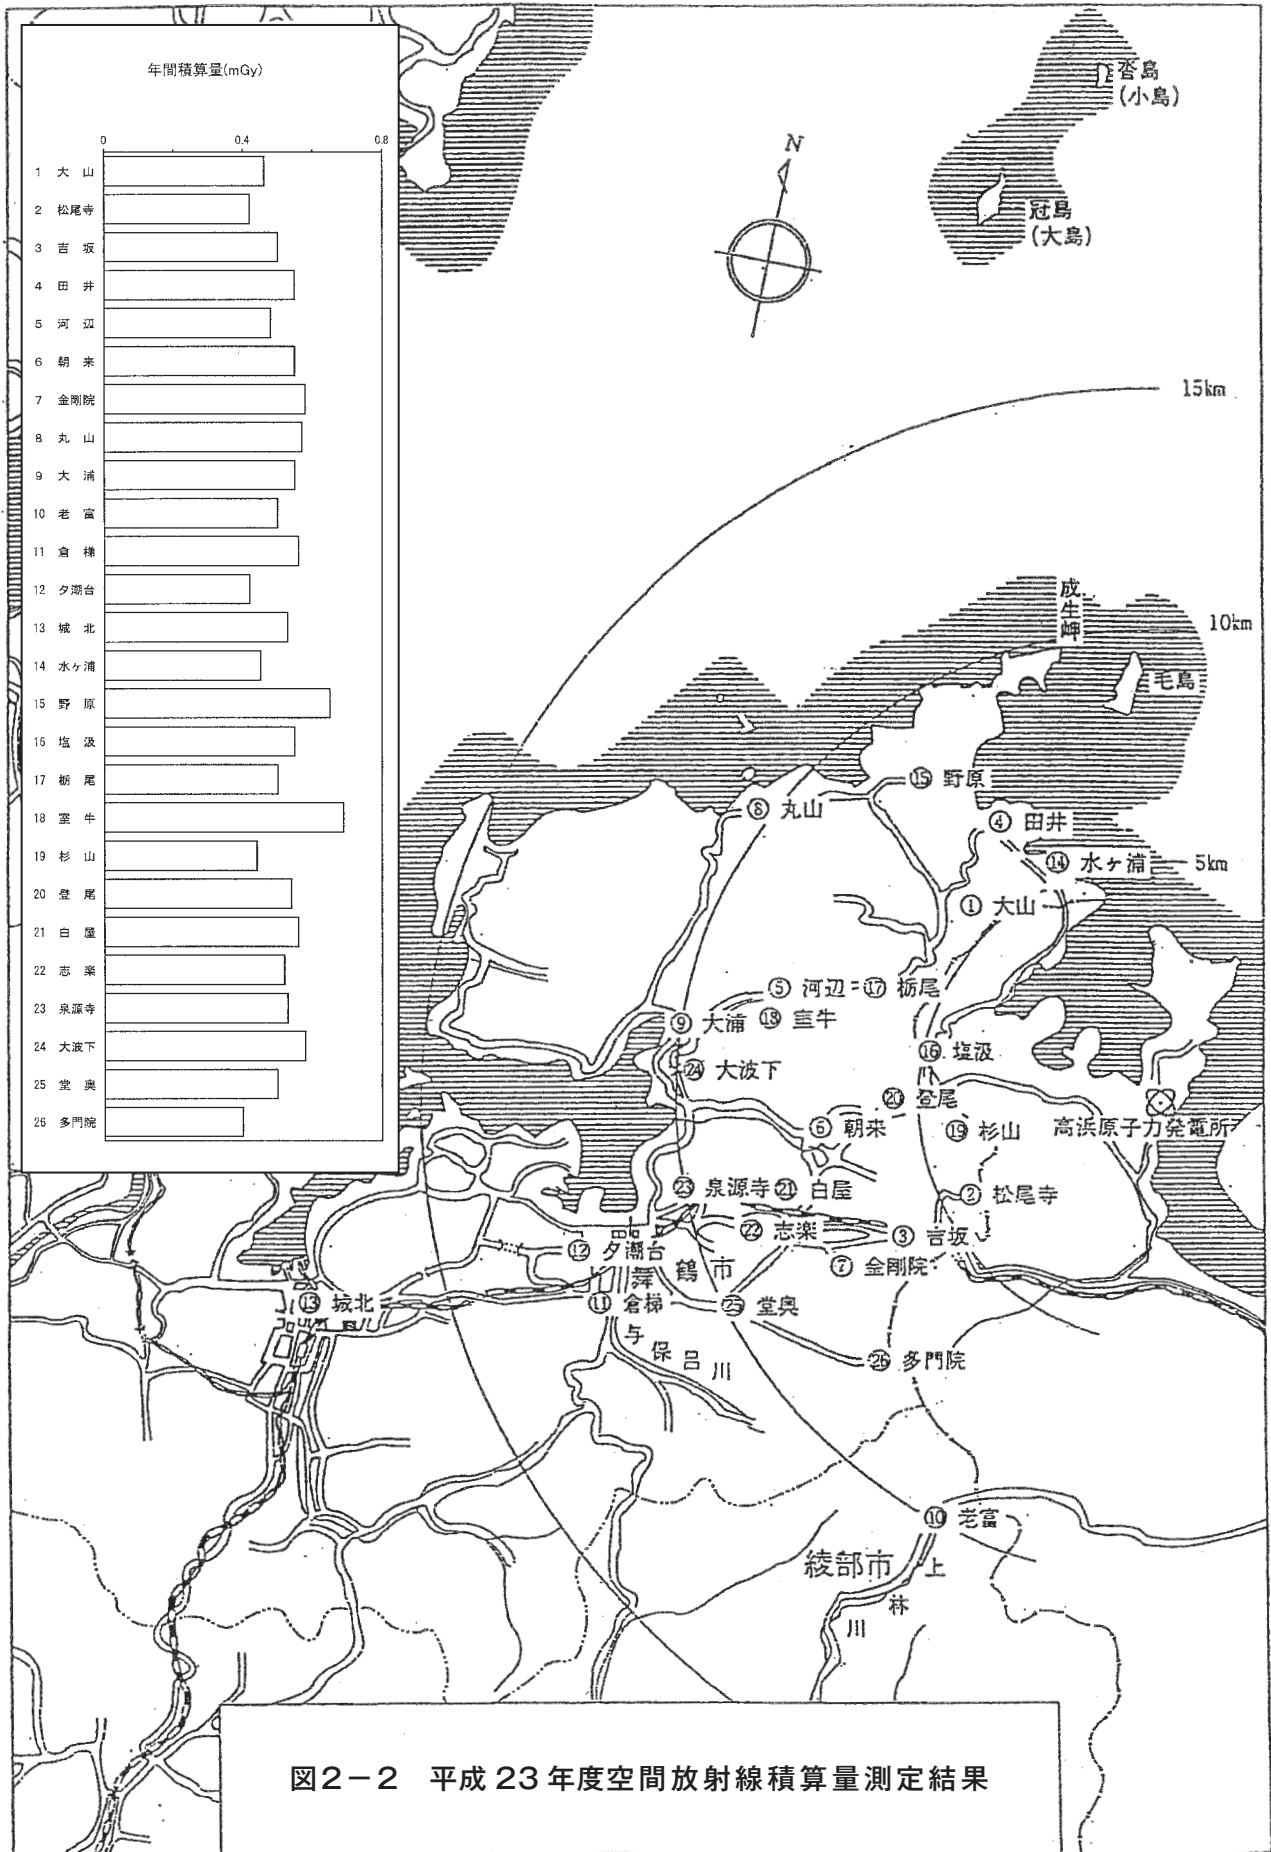 年間積算量(mGy)
0 0.4 0.8
1 大 山
2 松尾寺
3 吉 坂
4 田 井
5 河 辺
6 朝 来
7 金剛院
8 丸 山
9 大 浦
10 老 富
11 倉 梯
12 夕潮台
13 城 北
14 水ヶ浦
15 野 原
16 塩 汲
17 栃 尾
18 室 牛
19 杉 山
20 登 尾
21 白 屋
22 志 楽
23 泉源寺
24 大波下
25 堂 奥
26 多門院
沓島
(小島)
N
冠島
(大島)
15km
成生岬
10km
毛島
⑮ 野原
⑧ 丸山
④ 田井
⑭ 水ヶ浦
5km
① 大山
⑤ 河辺
⑰ 栃尾
⑨ 大浦
⑱ 室牛
⑯ 塩汲
㉔ 大波下
⑳ 登尾
⑥ 朝来
⑲ 杉山
高浜原子力発電所
㉓ 泉源寺
㉑ 白屋
② 松尾寺
㉒ 志楽
③ 吉坂
⑫ 夕潮台
⑦ 金剛院
舞鶴市
⑬ 城北
⑪ 倉梯
㉕ 堂奥
与保呂川
㉖ 多門院
⑩ 老富
綾部市
上林川
図2－2 平成23年度空間放射線積算量測定結果